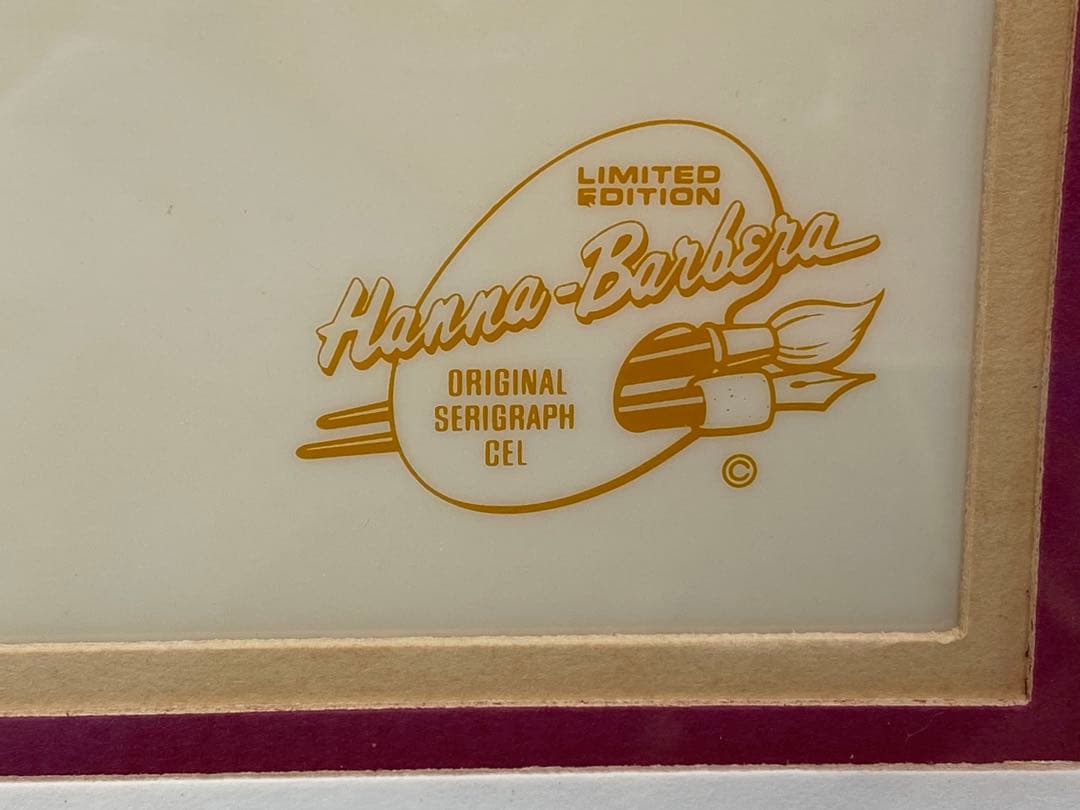 LIMITED
EDITION
Hanna-Barbera
ORIGINAL
SERIGRAPH
CEL
©